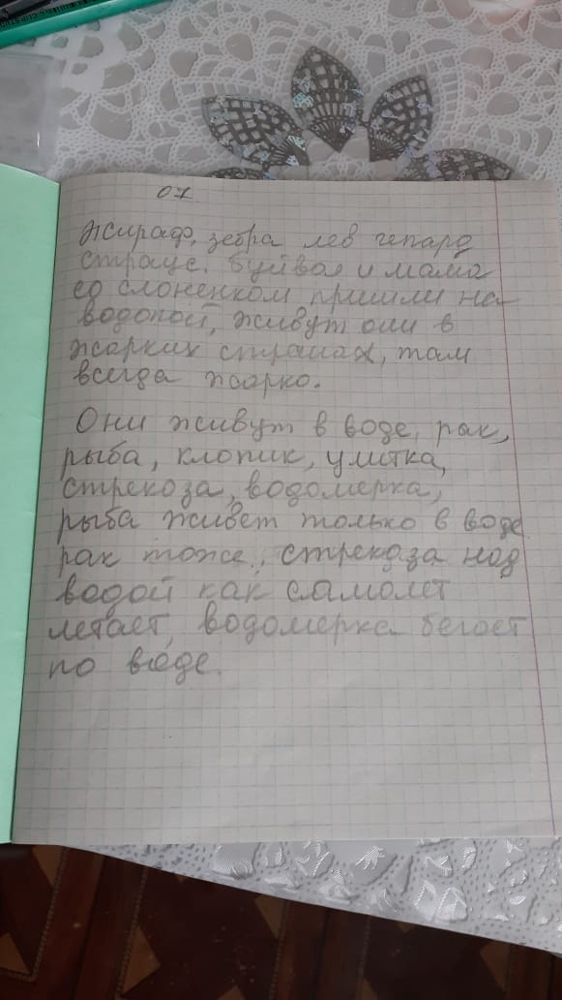 07
жираф, зебра лев гепард
страус. буйвол и мама
со слоненком пришли на
водопой, живут они в
жарких странах, там
всегда жарко.
Они живут в воде, рак,
рыба, клопик, улитка,
стрекоза, водомерка,
рыба живет только в воде
рак тоже, стрекоза над
водой как самолет
летает, водомерка бегает
по воде.